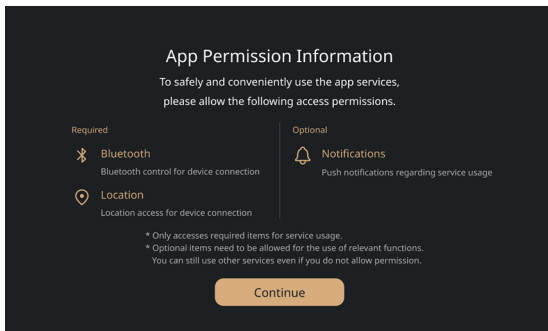 App Permission Information
To safely and conveniently use the app services,
please allow the following access permissions.
Required
Bluetooth
Bluetooth control for device connection
Location
Location access for device connection
Optional
Notifications
Push notifications regarding service usage
* Only accesses required items for service usage.
* Optional items need to be allowed for the use of relevant functions.
You can still use other services even if you do not allow permission.
Continue